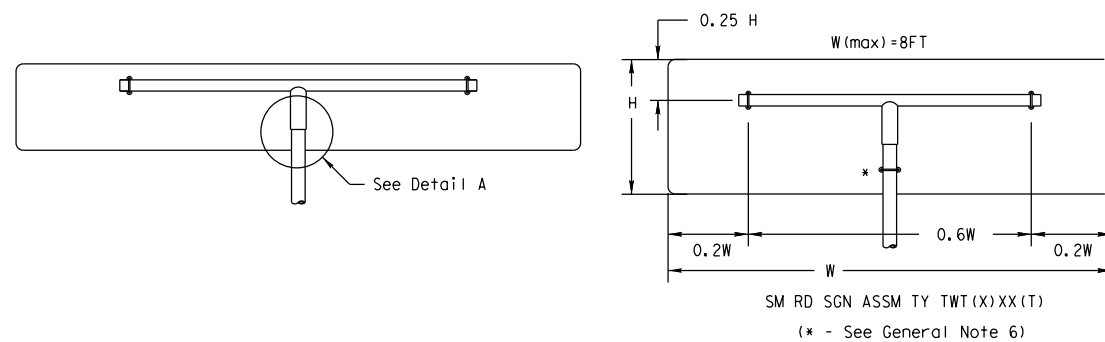 0.25 H
W(max)=8FT
H
See Detail A
*
0.2W
0.6W
0.2W
W
SM RD SGN ASSM TY TWT(X)XX(T)
(* - See General Note 6)